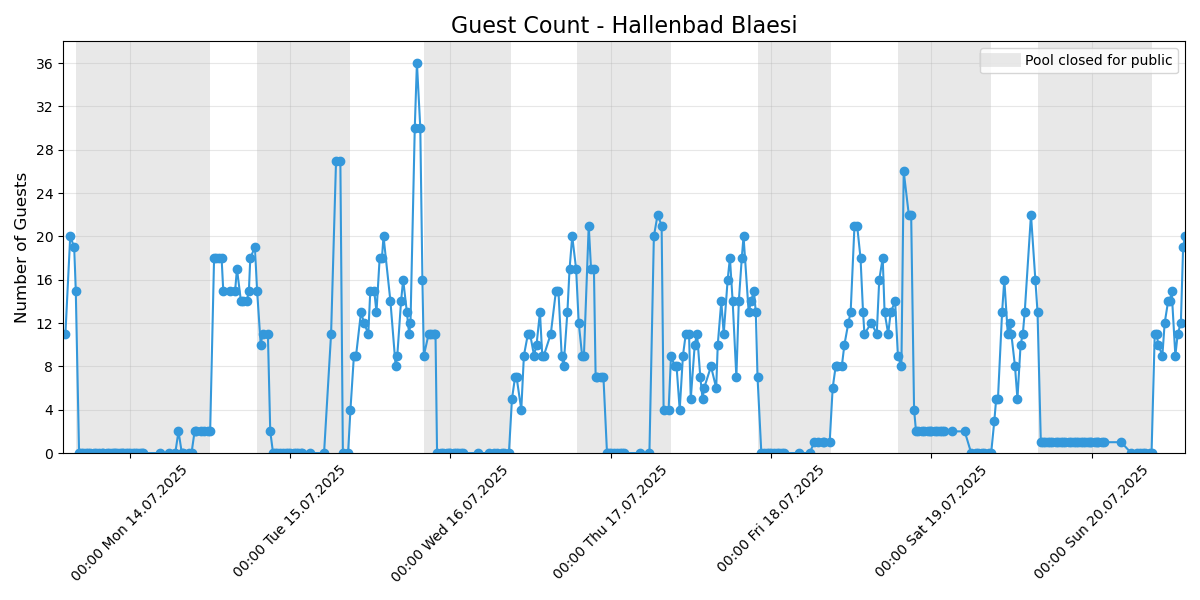 Guest Count - Hallenbad Blaesi
Pool closed for public
Number of Guests
36
32
28
24
20
16
12
8
4
0
00:00 Mon 14.07.2025
00:00 Tue 15.07.2025
00:00 Wed 16.07.2025
00:00 Thu 17.07.2025
00:00 Fri 18.07.2025
00:00 Sat 19.07.2025
00:00 Sun 20.07.2025